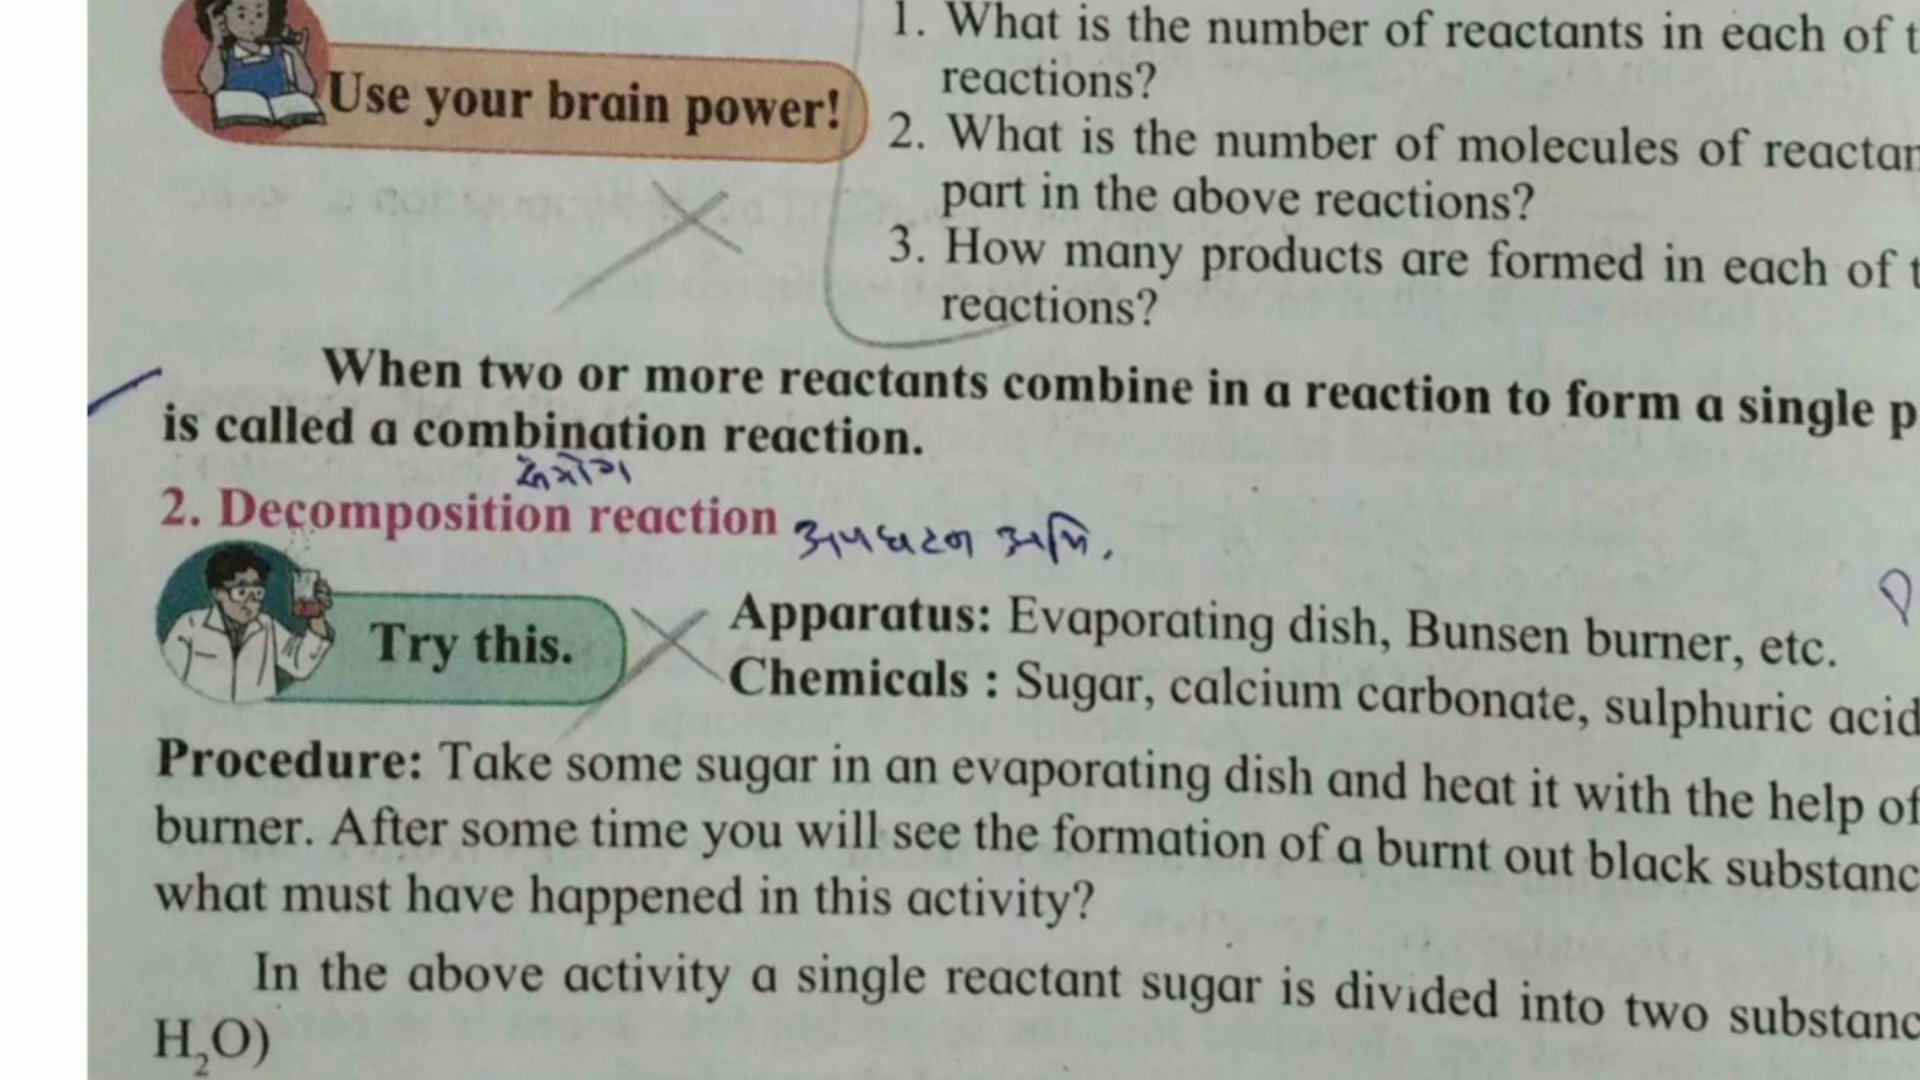 Use your brain power!
1. What is the number of reactants in each of
reactions?
2. What is the number of molecules of
part in the above reactions?
3. How many products are formed in each of
reactions?
When two or more reactants combine in a reaction to form a single
is called a combination reaction.
2. Decomposition reaction अपघटन अभि.
Try this.
Apparatus: Evaporating dish, Bunsen burner, etc.
Chemicals : Sugar, calcium carbonate, sulphuric acid
Procedure: Take some sugar in an evaporating dish and heat it with the help of
burner. After some time you will see the formation of a burnt out black
what must have happened in this activity?
In the above activity a single reactant sugar is divided into two
H₂O)